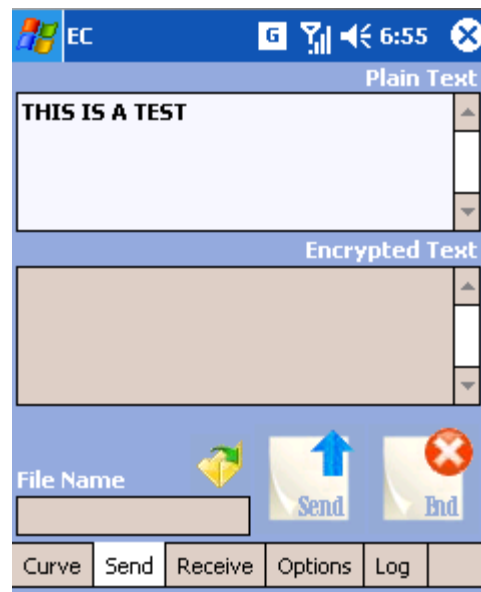 EC G 6:55
Plain Text
THIS IS A TEST
Encrypted Text
File Name
Send End
Curve Send Receive Options Log